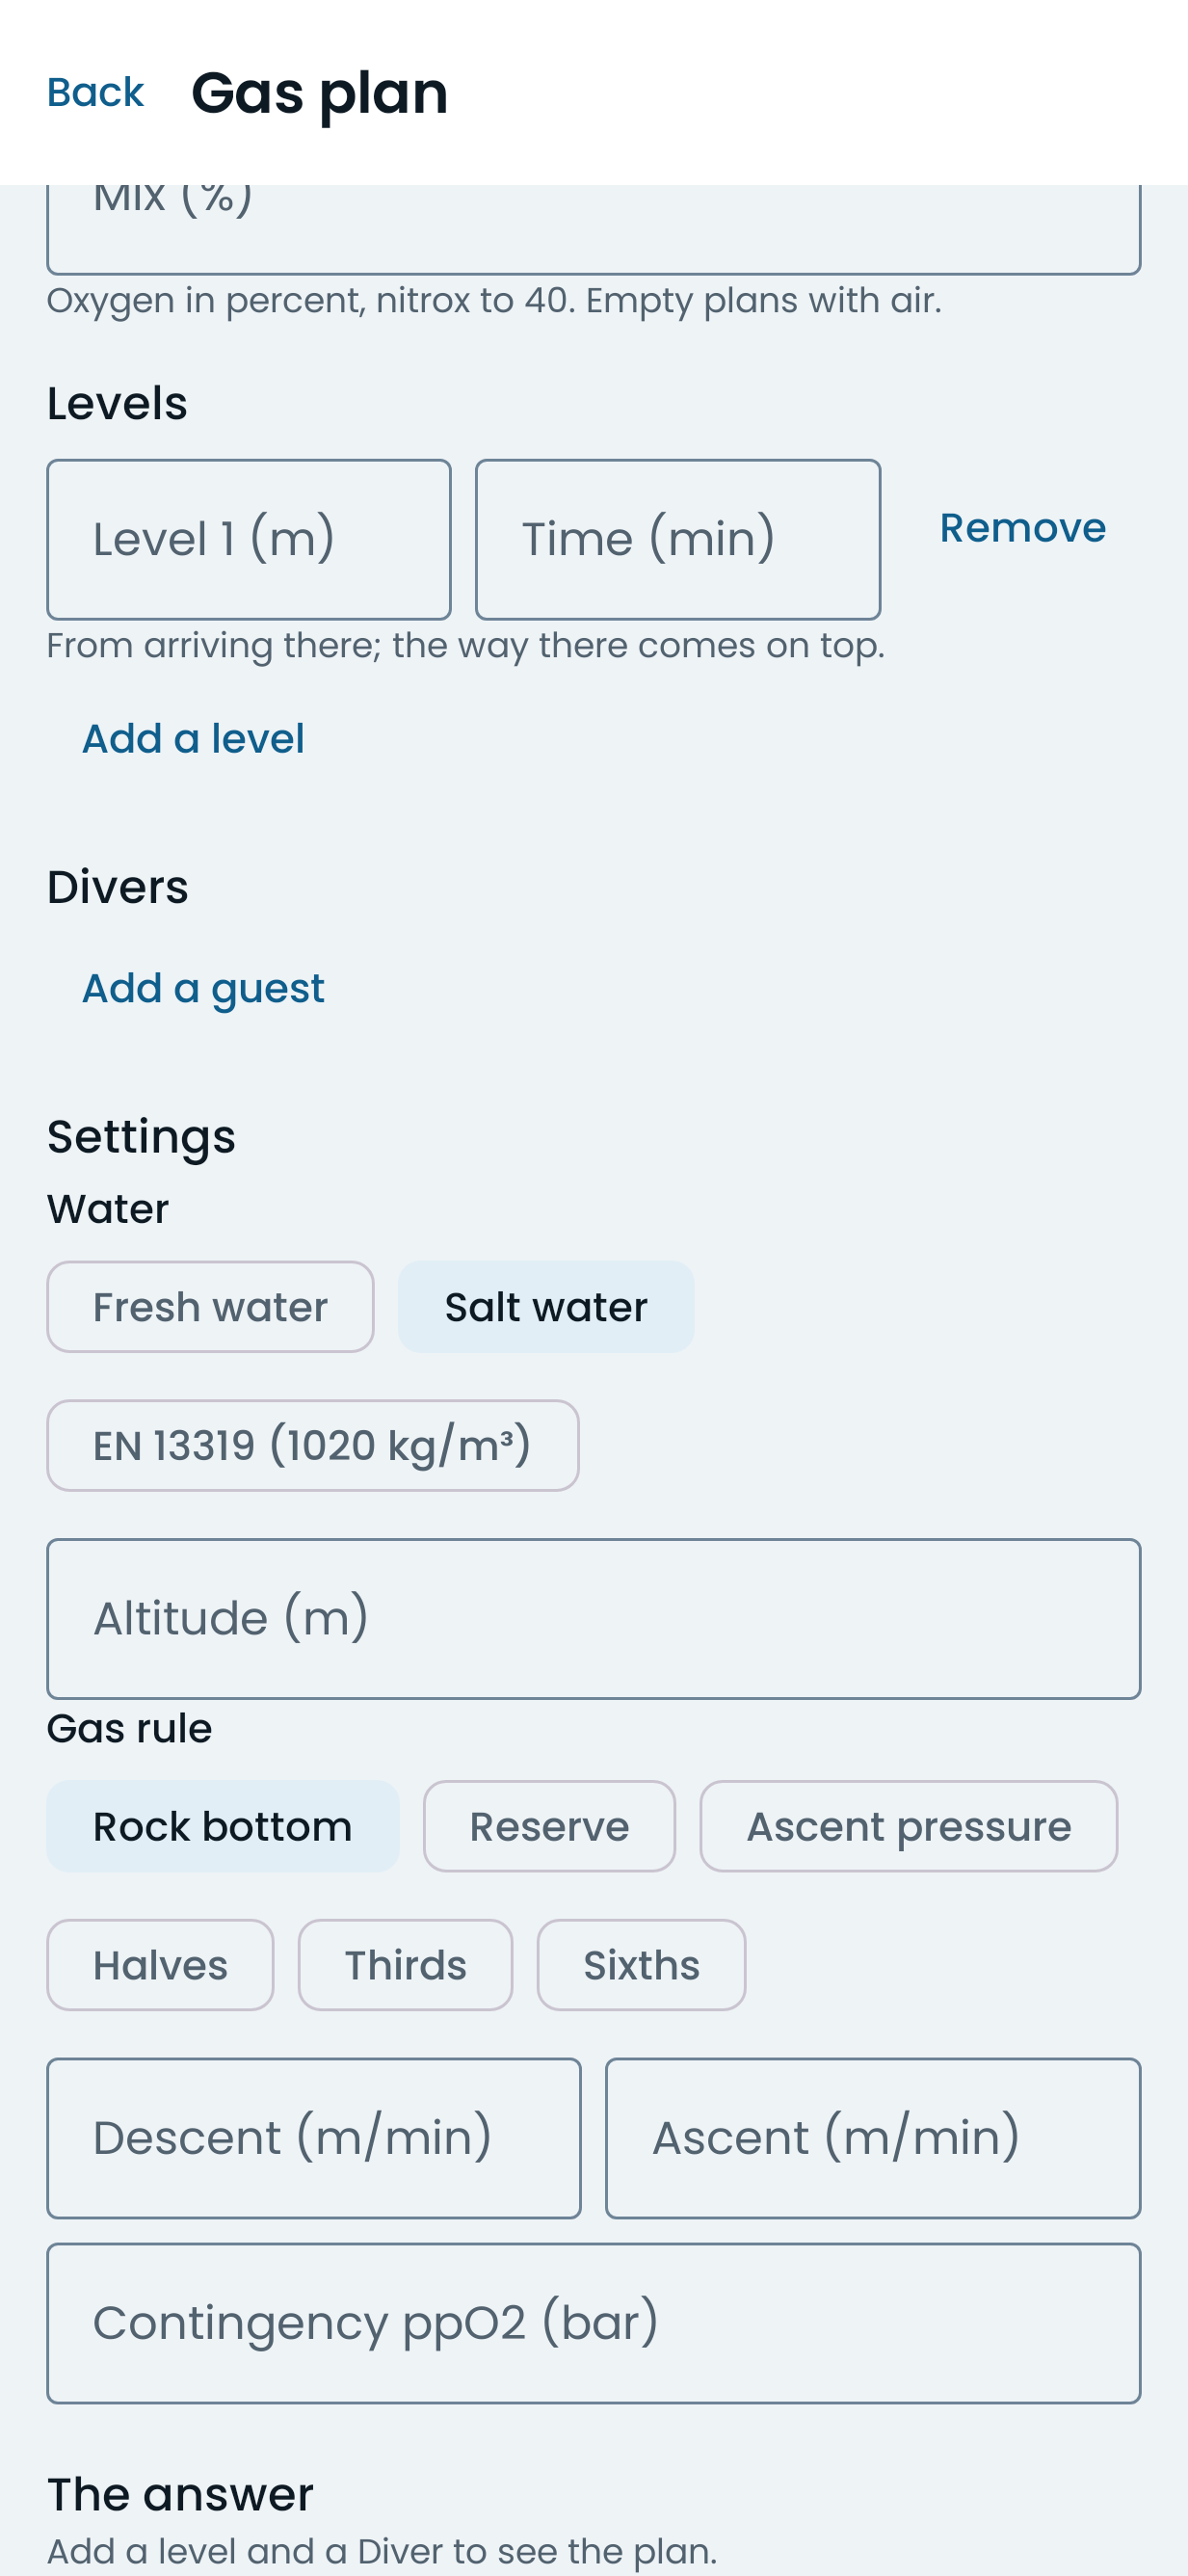 Back Gas plan
Mix (%)
Oxygen in percent, nitrox to 40. Empty plans with air.
Levels
Level 1 (m) Time (min) Remove
From arriving there; the way there comes on top.
Add a level
Divers
Add a guest
Settings
Water
Fresh water Salt water
EN 13319 (1020 kg/m³)
Altitude (m)
Gas rule
Rock bottom Reserve Ascent pressure
Halves Thirds Sixths
Descent (m/min) Ascent (m/min)
Contingency ppO2 (bar)
The answer
Add a level and a Diver to see the plan.